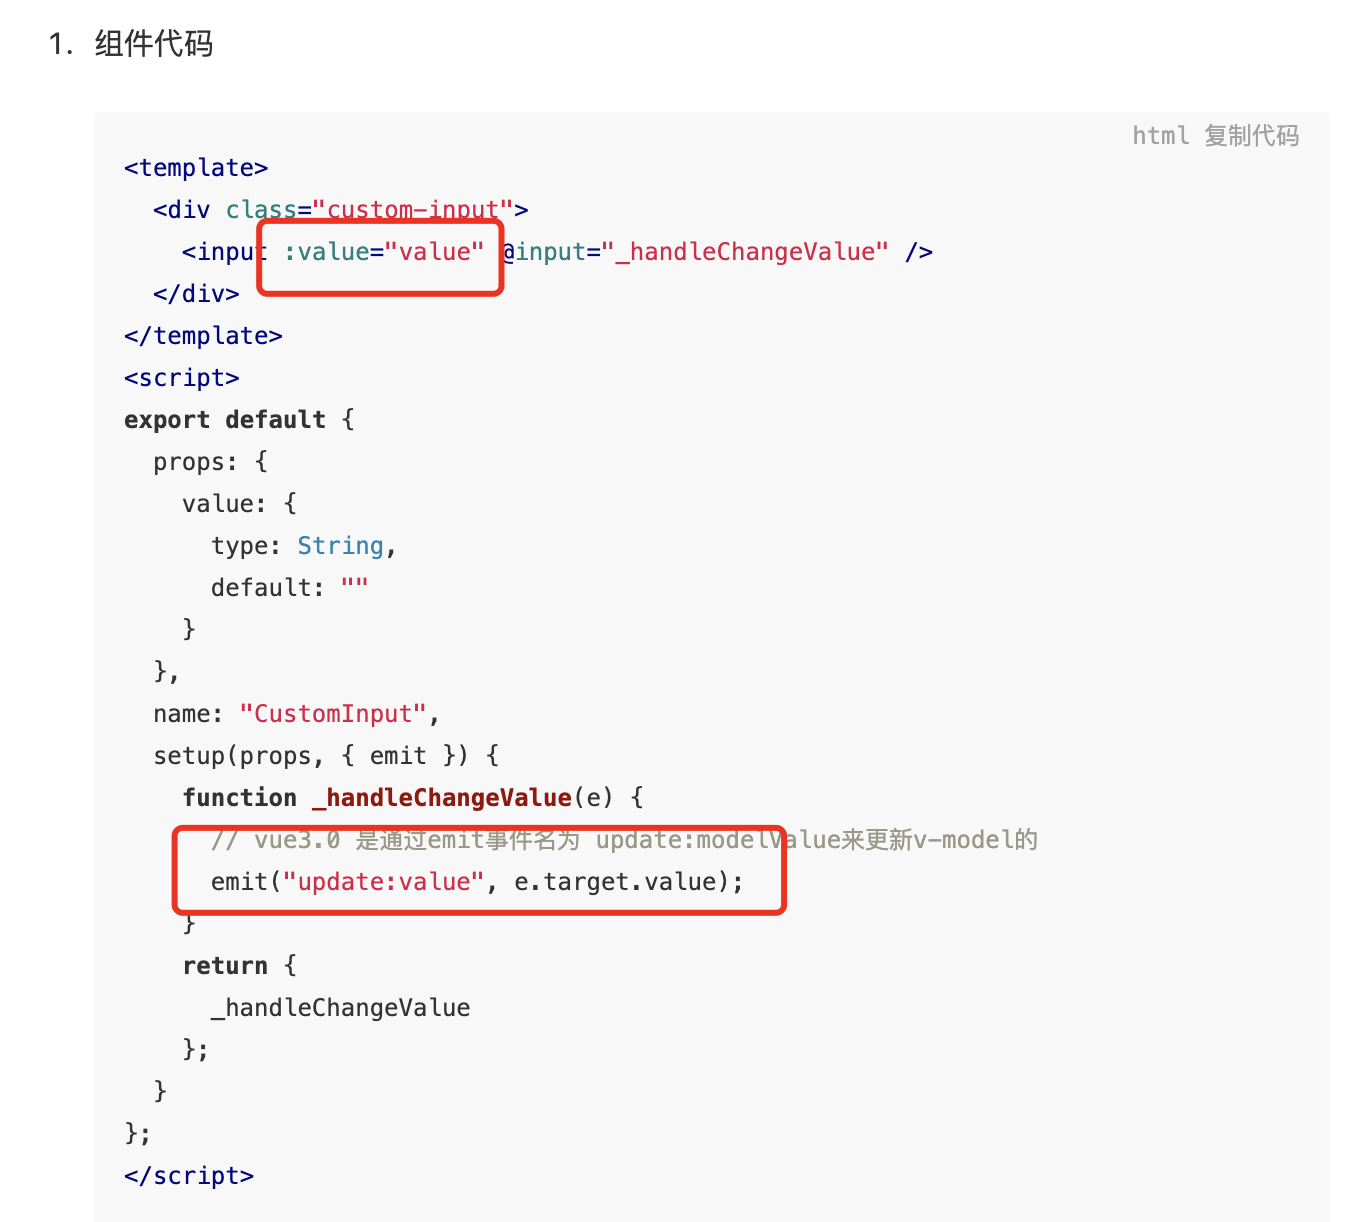 1. 组件代码
html 复制代码
<template>
  <div class="custom-input">
    <input :value="value" @input="_handleChangeValue" />
  </div>
</template>
<script>
export default {
  props: {
    value: {
      type: String,
      default: ""
    }
  },
  name: "CustomInput",
  setup(props, { emit }) {
    function _handleChangeValue(e) {
      // vue3.0 是通过emit事件名为 update:modelValue来更新v-model的
      emit("update:value", e.target.value);
    }
    return {
      _handleChangeValue
    };
  }
};
</script>